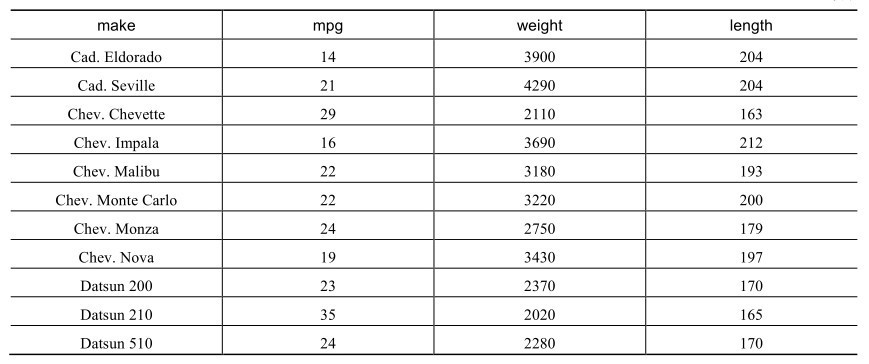 make mpg weight length
Cad. Eldorado 14 3900 204
Cad. Seville 21 4290 204
Chev. Chevette 29 2110 163
Chev. Impala 16 3690 212
Chev. Malibu 22 3180 193
Chev. Monte Carlo 22 3220 200
Chev. Monza 24 2750 179
Chev. Nova 19 3430 197
Datsun 200 23 2370 170
Datsun 210 35 2020 165
Datsun 510 24 2280 170